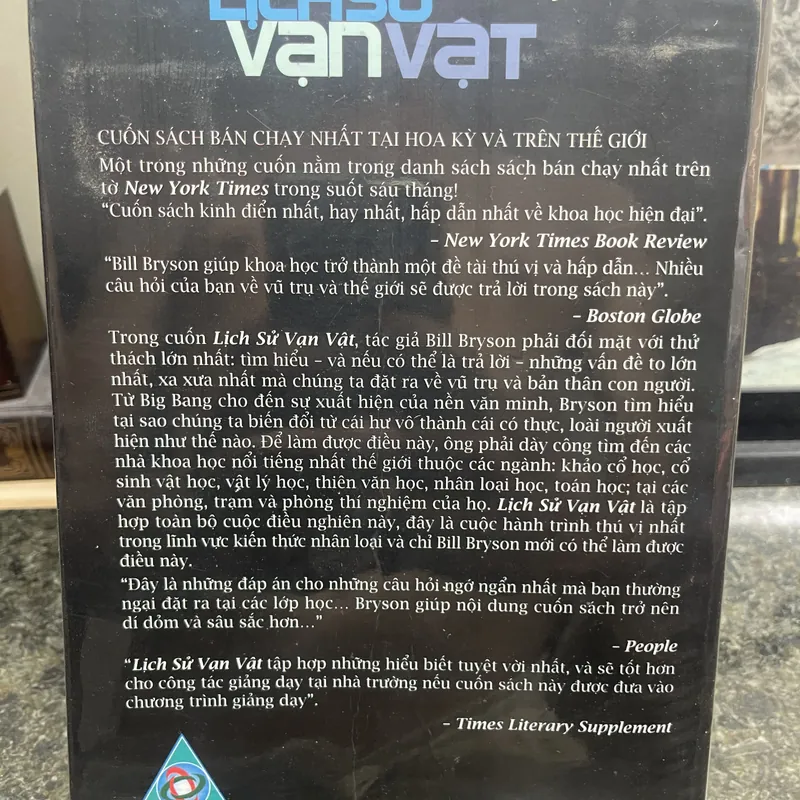 LỊCH SỬ
VẠN VẬT
CUỐN SÁCH BÁN CHẠY NHẤT TẠI HOA KỲ VÀ TRÊN THẾ GIỚI
Một trong những cuốn nằm trong danh sách sách bán chạy nhất trên
tờ New York Times trong suốt sáu tháng!
“Cuốn sách kinh điển nhất, hay nhất, hấp dẫn nhất về khoa học hiện đại”.
– New York Times Book Review
“Bill Bryson giúp khoa học trở thành một đề tài thú vị và hấp dẫn... Nhiều
câu hỏi của bạn về vũ trụ và thế giới sẽ được trả lời trong sách này”.
– Boston Globe
Trong cuốn Lịch Sử Vạn Vật, tác giả Bill Bryson phải đối mặt với thử
thách lớn nhất: tìm hiểu – và nếu có thể là trả lời – những vấn đề to lớn
nhất, xa xưa nhất mà chúng ta đặt ra về vũ trụ và bản thân con người.
Từ Big Bang cho đến sự xuất hiện của nền văn minh, Bryson tìm hiểu
tại sao chúng ta biến đổi từ cái hư vô thành cái có thực, loài người xuất
hiện như thế nào. Để làm được điều này, ông phải dày công tìm đến các
nhà khoa học nổi tiếng nhất thế giới thuộc các ngành: khảo cổ học, cổ
sinh vật học, vật lý học, thiên văn học, nhân loại học, toán học; tại các
văn phòng, trạm và phòng thí nghiệm của họ. Lịch Sử Vạn Vật là tập
hợp toàn bộ cuộc điều nghiên này, đây là cuộc hành trình thú vị nhất
trong lĩnh vực kiến thức nhân loại và chỉ Bill Bryson mới có thể làm được
điều này.
“Đây là những đáp án cho những câu hỏi ngớ ngẩn nhất mà bạn thường
ngại đặt ra tại các lớp học... Bryson giúp nội dung cuốn sách trở nên
dí dỏm và sâu sắc hơn...”
– People
“Lịch Sử Vạn Vật tập hợp những hiểu biết tuyệt vời nhất, và sẽ tốt hơn
cho công tác giảng dạy tại nhà trường nếu cuốn sách này được đưa vào
chương trình giảng dạy”.
– Times Literary Supplement